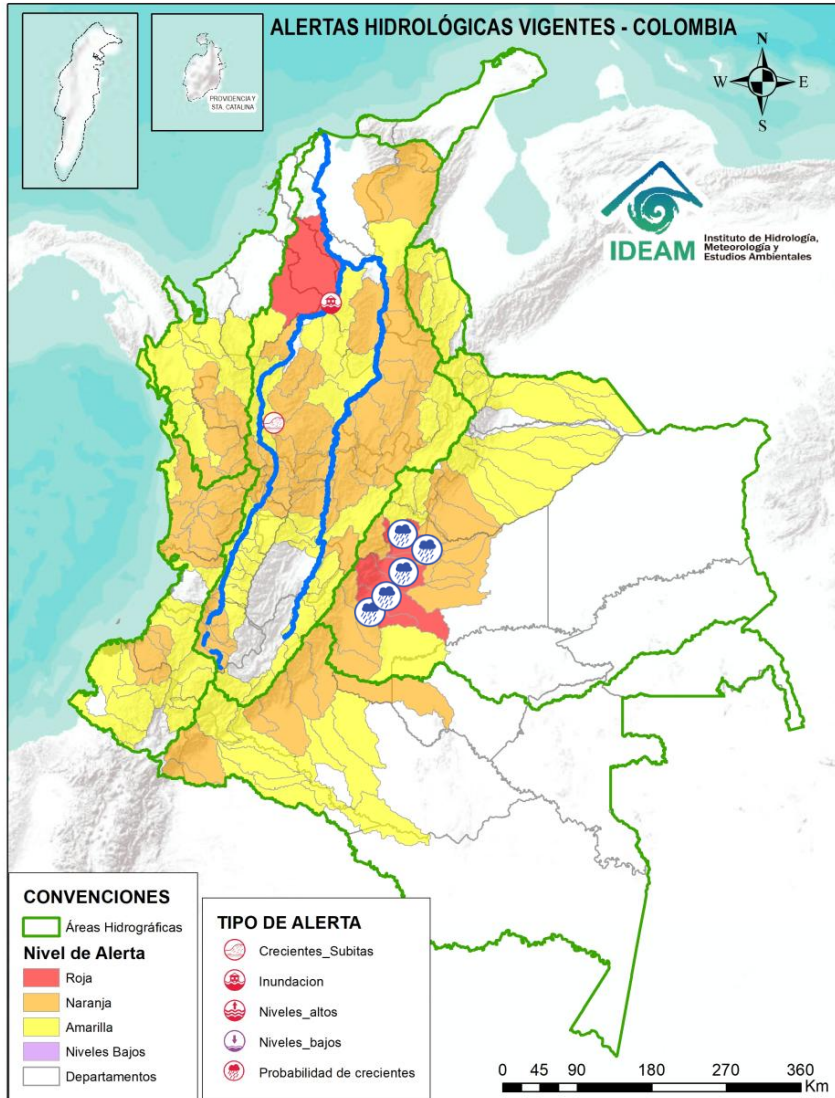 ALERTAS HIDROLÓGICAS VIGENTES - COLOMBIA
PROVIDENCIA Y
STA. CATALINA
N
W
E
S
IDEAM
Instituto de Hidrología,
Meteorología y
Estudios Ambientales
CONVENCIONES
Áreas Hidrográficas
Nivel de Alerta
Roja
Naranja
Amarilla
Niveles Bajos
Departamentos
TIPO DE ALERTA
Crecientes_Subitas
Inundacion
Niveles_altos
Niveles_bajos
Probabilidad de crecientes
0 45 90 180 270 360
Km